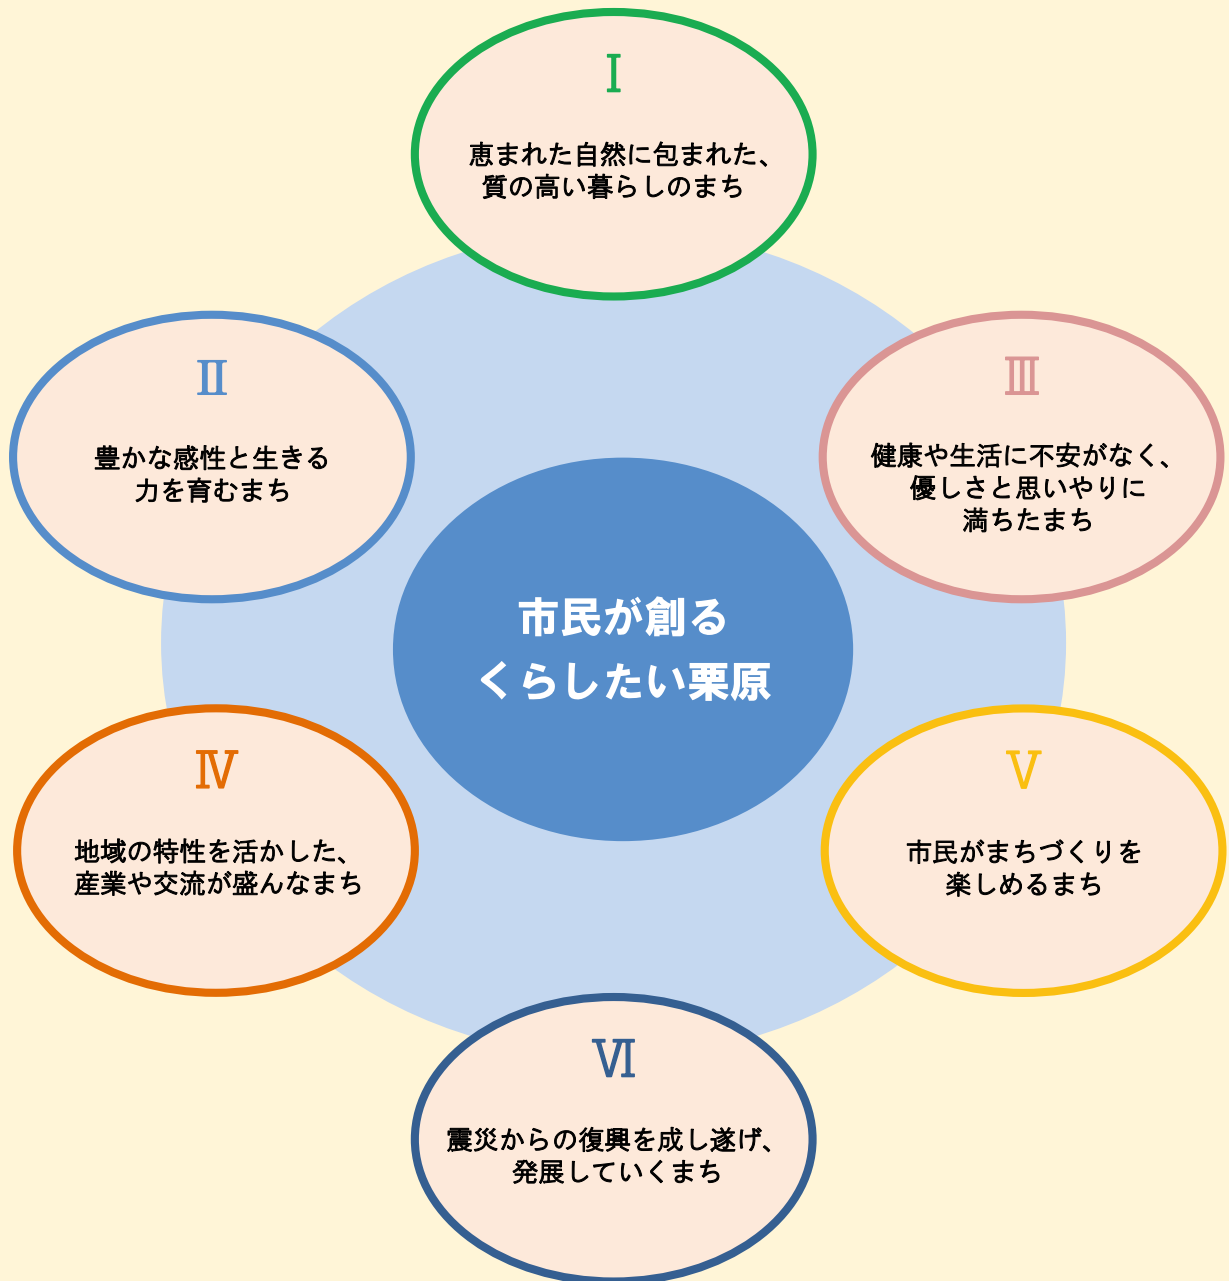 Ⅰ
恵まれた自然に包まれた、
質の高い暮らしのまち
Ⅱ
豊かな感性と生きる
力を育むまち
Ⅲ
健康や生活に不安がなく、
優しさと思いやりに
満ちたまち
市民が創る
くらしたい栗原
Ⅳ
地域の特性を活かした、
産業や交流が盛んなまち
Ⅴ
市民がまちづくりを
楽しめるまち
Ⅵ
震災からの復興を成し遂げ、
発展していくまち